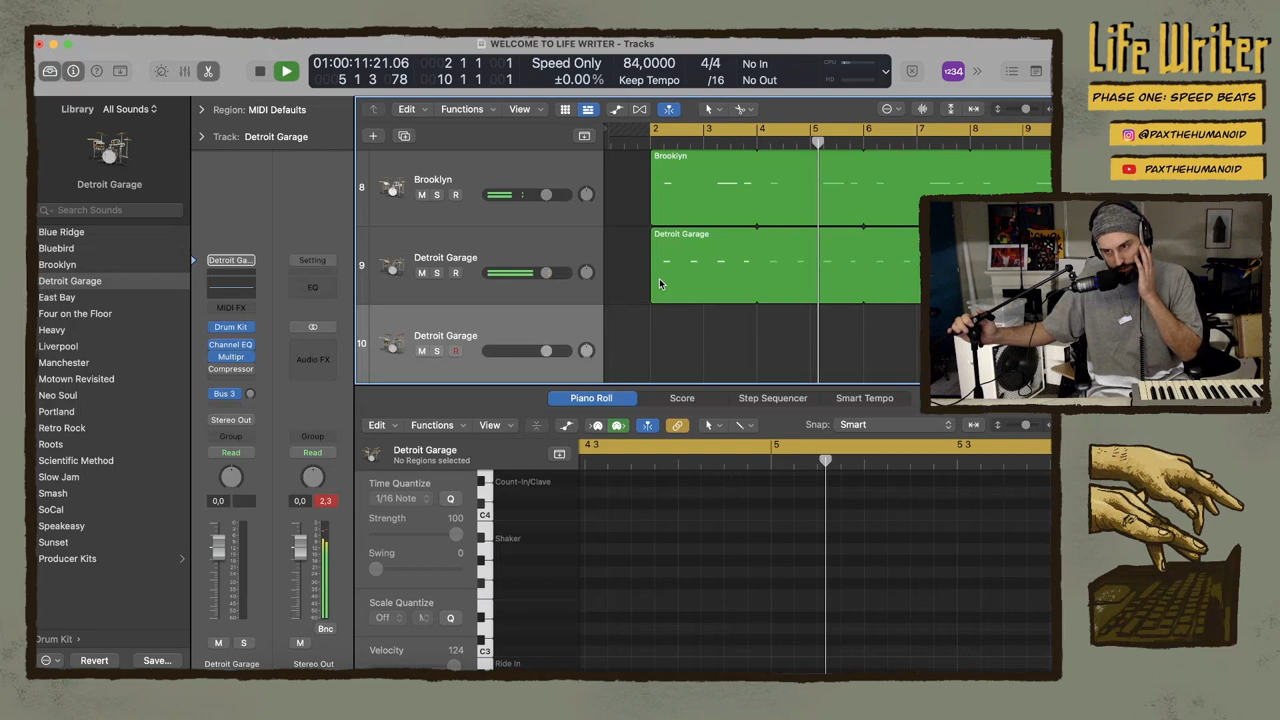 WELCOME TO LIFE WRITER - Tracks
01:00:11:21.06
5 1 3 078
2 1 1 1
10 1 1 1
Speed Only
±0.00%
84,0000
Keep Tempo
4/4
/16
No In
No Out
CPU
HD
1234
Library
All Sounds
Detroit Garage
Search Sounds
Blue Ridge
Bluebird
Brooklyn
Detroit Garage
East Bay
Four on the Floor
Heavy
Liverpool
Manchester
Motown Revisited
Neo Soul
Portland
Retro Rock
Roots
Scientific Method
Slow Jam
Smash
SoCal
Speakeasy
Sunset
Producer Kits
Drum Kit
Revert
Save...
Region: MIDI Defaults
Track: Detroit Garage
Detroit Ga...
MIDI FX
Drum Kit
Channel EQ
Multipr
Compressor
Bus 3
Stereo Out
Group
Read
0,0
M S
Detroit Garage
Setting
EQ
Audio FX
Group
Read
0,0 2,3
Bnc
M
Stereo Out
Edit
Functions
View
2 3 4 5 6 7 8 9
8
Brooklyn
M S R
Brooklyn
9
Detroit Garage
M S R
Detroit Garage
10
Detroit Garage
M S R
Piano Roll
Score
Step Sequencer
Smart Tempo
Edit
Functions
View
Snap:
Smart
Detroit Garage
No Regions selected
4 3 5 5 3
Time Quantize
1/16 Note
Q
Strength 100
Swing 0
Scale Quantize
Off
Q
Velocity 124
C4
C3
Count-In/Clave
Shaker
Ride In
Life Writer
PHASE ONE: SPEED BEATS
@PAXTHEHUMANOID
PAXTHEHUMANOID